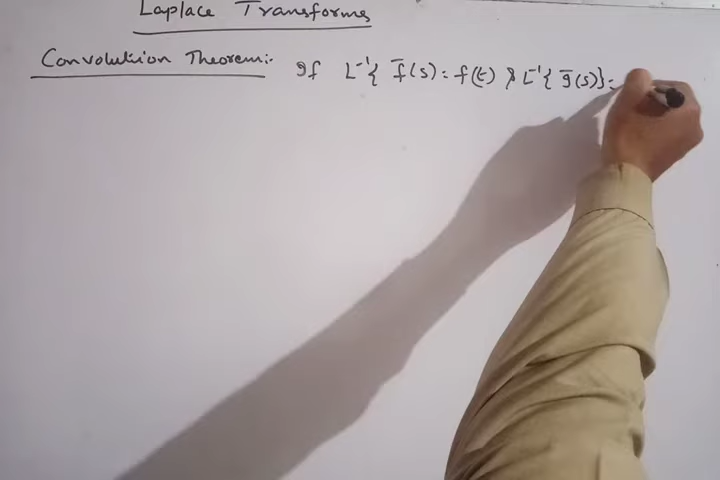 Laplace Transforms
Convolution Theorem:- If L⁻¹{ f̅(s) = f(t) & L⁻¹{ g̅(s)} =